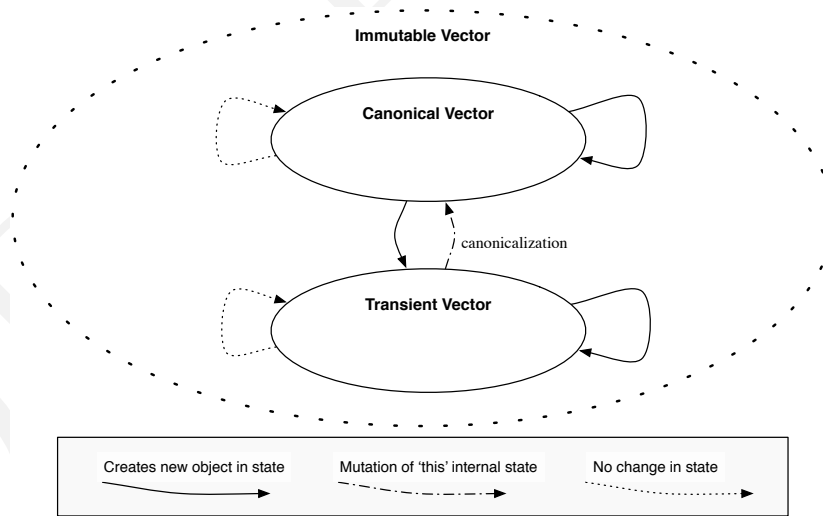 Immutable Vector
Canonical Vector
canonicalization
Transient Vector
Creates new object in state
Mutation of 'this' internal state
No change in state